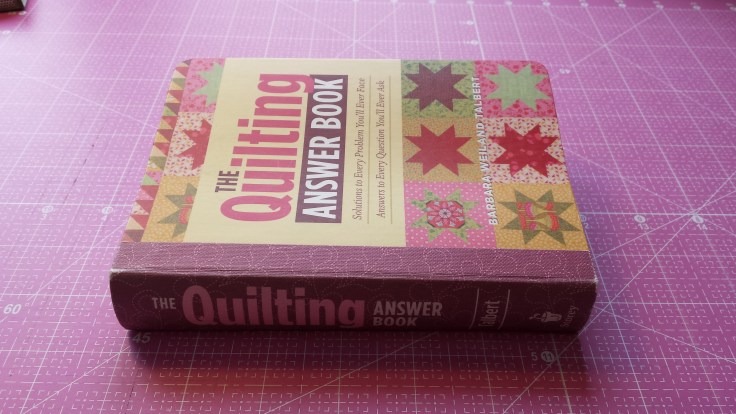 THE
Quilting
ANSWER BOOK
Solutions to Every Problem You'll Ever Face
Answers to Every Question You'll Ever Ask
BARBARA WEILAND TALBERT
THE Quilting ANSWER
BOOK
Talbert
Storey
60
45
5